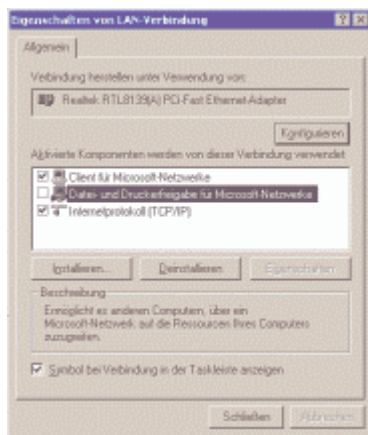 Eigenschaften von LAN-Verbindung
Allgemein
Verbindung herstellen unter Verwendung von:
Realtek RTL8139(A) PCI-Fast Ethernet-Adapter
Konfigurieren
Aktivierte Komponenten werden von dieser Verbindung verwendet:
Client für Microsoft-Netzwerke
Datei- und Druckerfreigabe für Microsoft-Netzwerke
Internetprotokoll (TCP/IP)
Installieren... Deinstallieren Eigenschaften
Beschreibung
Ermöglicht es anderen Computern, über ein
Microsoft-Netzwerk auf die Ressourcen Ihres Computers
zuzugreifen.
Symbol bei Verbindung in der Taskleiste anzeigen
Schließen Abbrechen